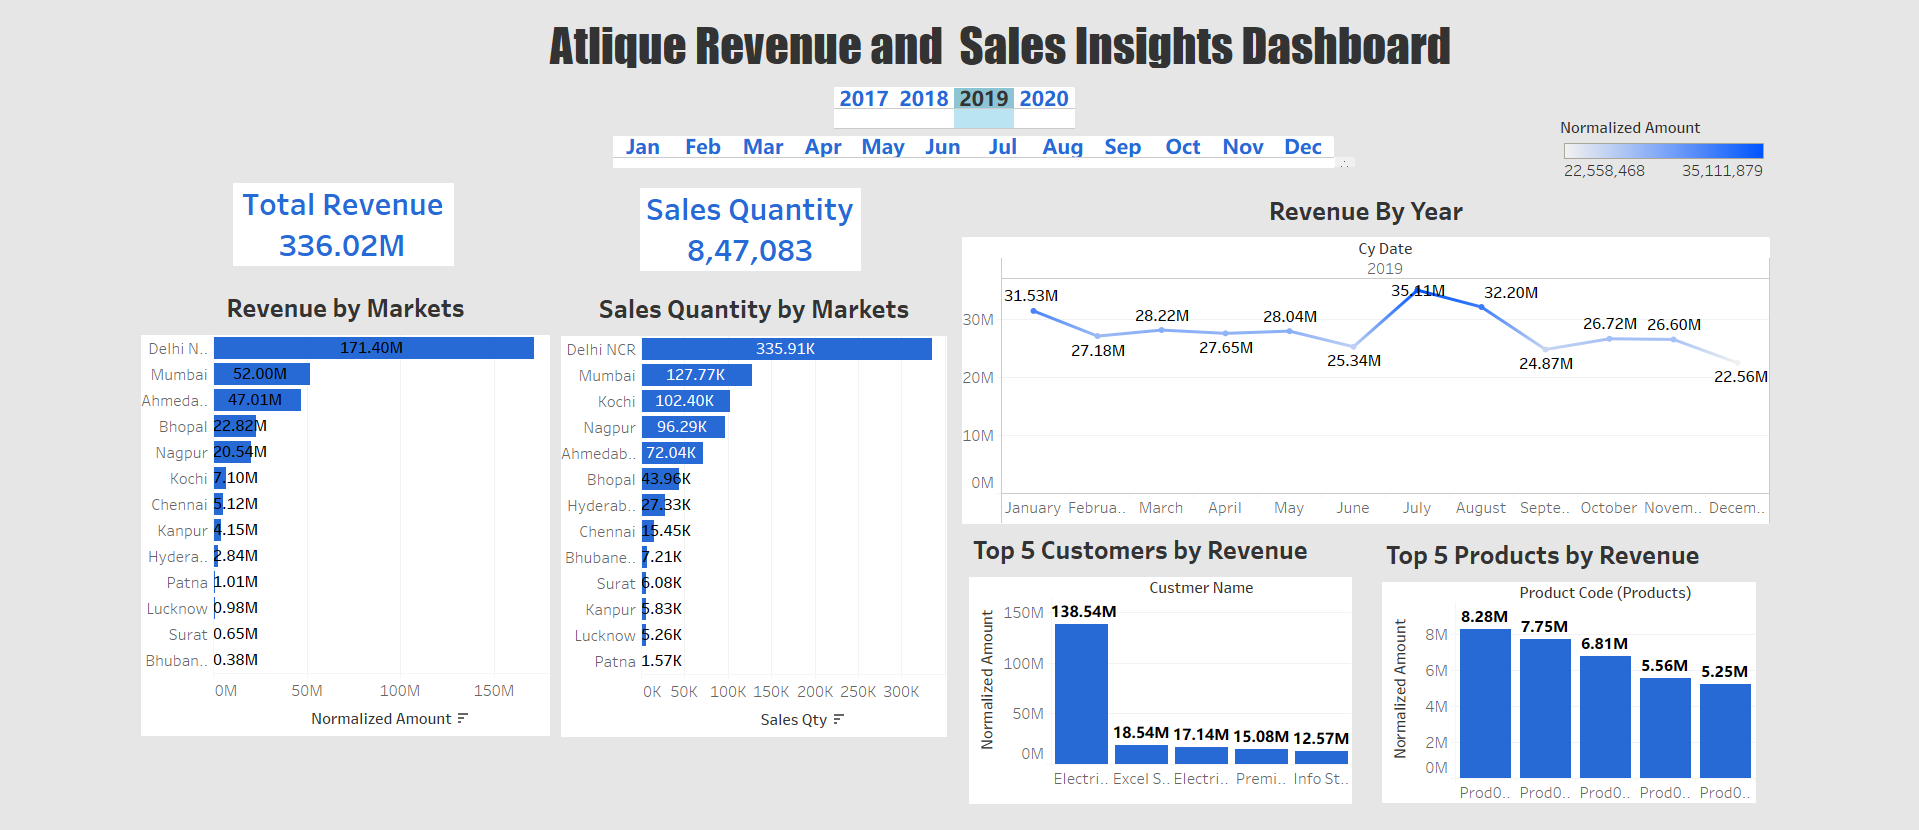 Atlique Revenue and Sales Insights Dashboard
2017 2018 2019 2020
Jan Feb Mar Apr May Jun Jul Aug Sep Oct Nov Dec
Normalized Amount
22,558,468 35,111,879
Total Revenue
336.02M
Sales Quantity
8,47,083
Revenue by Markets
Delhi N.. 171.40M
Mumbai 52.00M
Ahmeda.. 47.01M
Bhopal 22.82M
Nagpur 20.54M
Kochi 7.10M
Chennai 5.12M
Kanpur 4.15M
Hydera.. 2.84M
Patna 1.01M
Lucknow 0.98M
Surat 0.65M
Bhuban.. 0.38M
0M 50M 100M 150M
Normalized Amount
Sales Quantity by Markets
Delhi NCR 335.91K
Mumbai 127.77K
Kochi 102.40K
Nagpur 96.29K
Ahmedab.. 72.04K
Bhopal 43.96K
Hyderab.. 27.33K
Chennai 15.45K
Bhubane.. 7.21K
Surat 6.08K
Kanpur 5.83K
Lucknow 5.26K
Patna 1.57K
0K 50K 100K 150K 200K 250K 300K
Sales Qty
Revenue By Year
Cy Date
2019
31.53M 27.18M 28.22M 27.65M 28.04M 25.34M 35.11M 32.20M 24.87M 26.72M 26.60M 22.56M
30M
20M
10M
0M
January Februa.. March April May June July August Septe.. October Novem.. Decem..
Top 5 Customers by Revenue
Custmer Name
Normalized Amount
150M
100M
50M
0M
138.54M 18.54M 17.14M 15.08M 12.57M
Electri.. Excel S.. Electri.. Premi.. Info St..
Top 5 Products by Revenue
Product Code (Products)
Normalized Amount
8M
6M
4M
2M
0M
8.28M 7.75M 6.81M 5.56M 5.25M
Prod0.. Prod0.. Prod0.. Prod0.. Prod0..